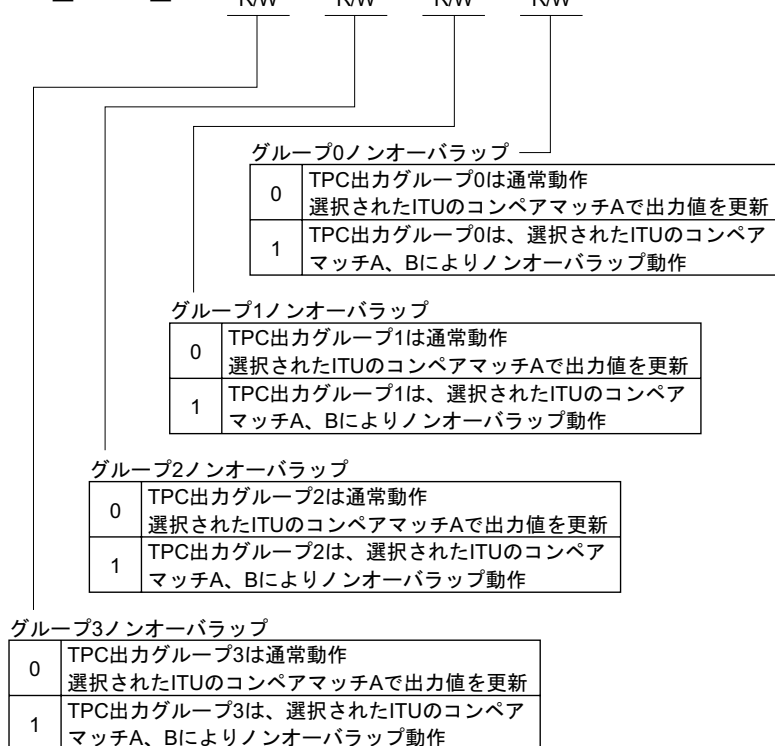 R/W R/W R/W R/W
グループ0ノンオーバラップ
0
TPC出力グループ0は通常動作
選択されたITUのコンペアマッチAで出力値を更新
1
TPC出力グループ0は、選択されたITUのコンペア
マッチA、Bによりノンオーバラップ動作
グループ1ノンオーバラップ
0
TPC出力グループ1は通常動作
選択されたITUのコンペアマッチAで出力値を更新
1
TPC出力グループ1は、選択されたITUのコンペア
マッチA、Bによりノンオーバラップ動作
グループ2ノンオーバラップ
0
TPC出力グループ2は通常動作
選択されたITUのコンペアマッチAで出力値を更新
1
TPC出力グループ2は、選択されたITUのコンペア
マッチA、Bによりノンオーバラップ動作
グループ3ノンオーバラップ
0
TPC出力グループ3は通常動作
選択されたITUのコンペアマッチAで出力値を更新
1
TPC出力グループ3は、選択されたITUのコンペア
マッチA、Bによりノンオーバラップ動作